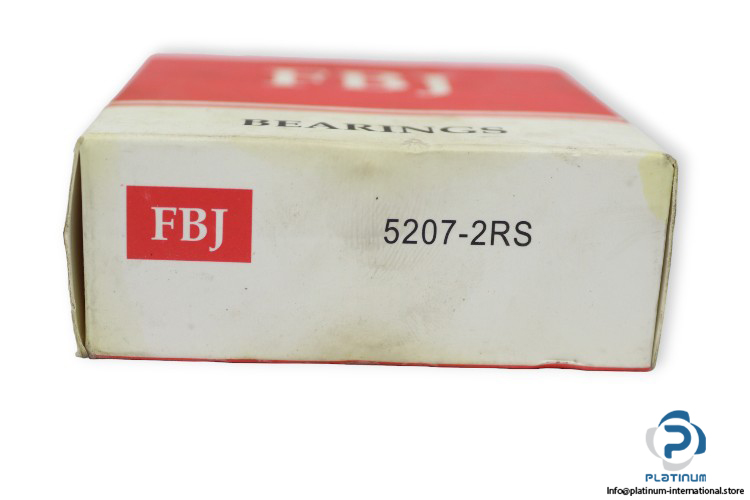 FBJ
BEARINGS
FBJ
5207-2RS
PLATINUM
Info@platinum-international.store